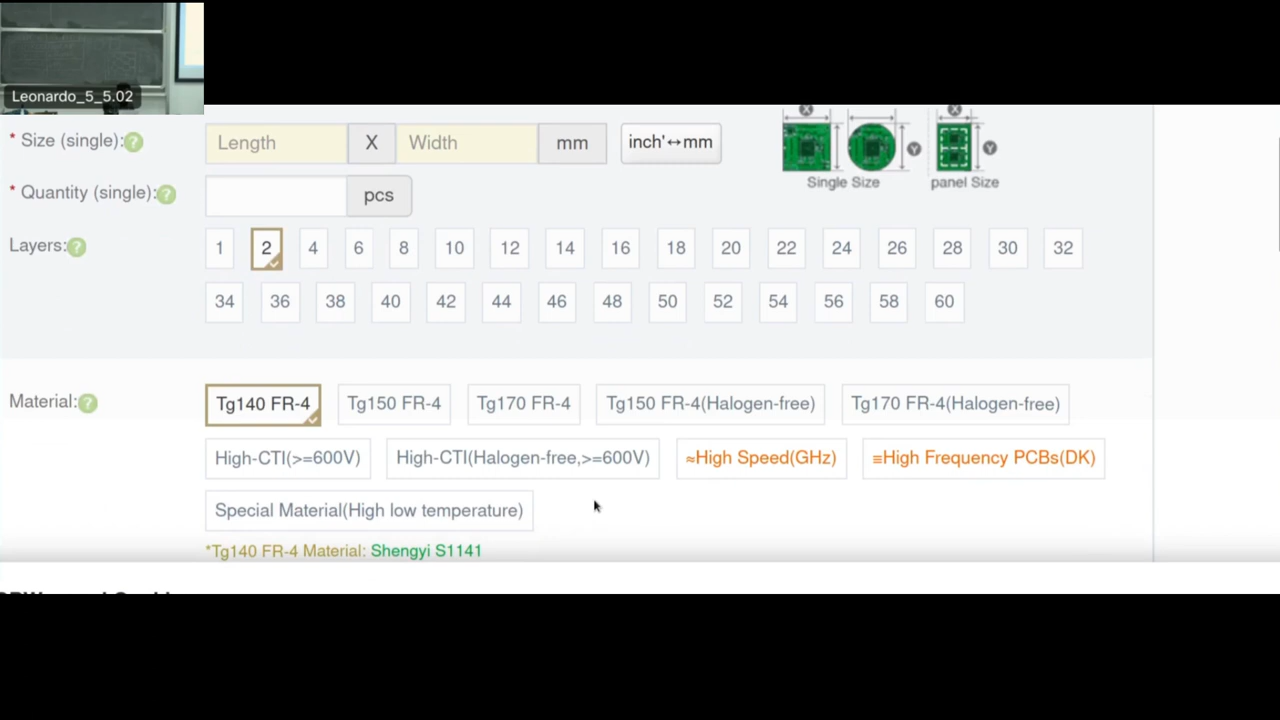 Leonardo_5_5.02
* Size (single):? Length X Width mm inch'↔mm
X X X
Y Y
Single Size panel Size
* Quantity (single):? pcs
Layers:? 1 2 4 6 8 10 12 14 16 18 20 22 24 26 28 30 32
34 36 38 40 42 44 46 48 50 52 54 56 58 60
Material:? Tg140 FR-4 Tg150 FR-4 Tg170 FR-4 Tg150 FR-4(Halogen-free) Tg170 FR-4(Halogen-free)
High-CTI(>=600V) High-CTI(Halogen-free,>=600V) ≈High Speed(GHz) ≡High Frequency PCBs(DK)
Special Material(High low temperature)
*Tg140 FR-4 Material: Shengyi S1141